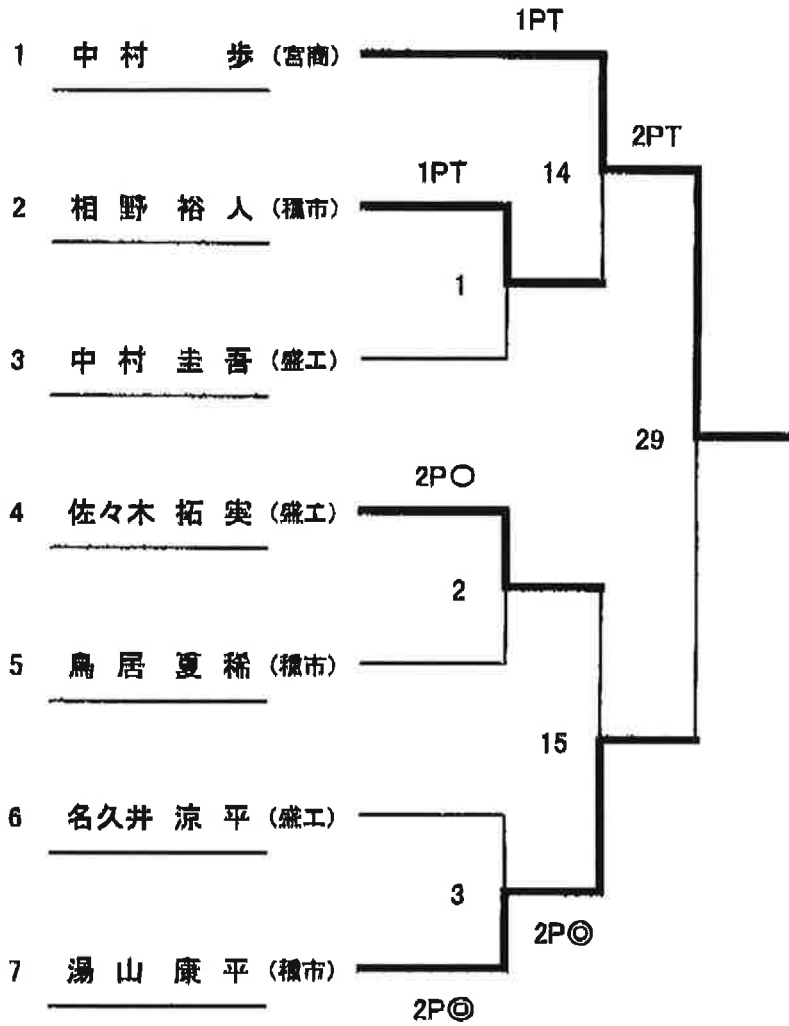 1PT
1 中村 歩 (宮商)
2PT
1PT
14
2 相野裕人 (種市)
1
3 中村圭吾 (盛工)
29
2P○
4 佐々木拓実 (盛工)
2
5 鳥居夏稀 (種市)
15
6 名久井涼平 (盛工)
3
2P◎
7 湯山康平 (種市)
2P◎